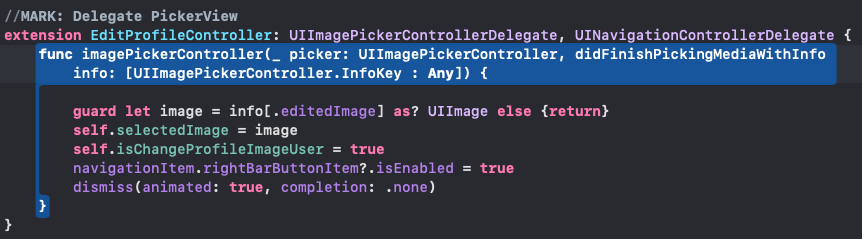 //MARK: Delegate PickerView
extension EditProfileController: UIImagePickerControllerDelegate, UINavigationControllerDelegate {
func imagePickerController(_ picker: UIImagePickerController, didFinishPickingMediaWithInfo
info: [UIImagePickerController.InfoKey : Any]) {
guard let image = info[.editedImage] as? UIImage else {return}
self.selectedImage = image
self.isChangeProfileImageUser = true
navigationItem.rightBarButtonItem?.isEnabled = true
dismiss(animated: true, completion: .none)
}
}